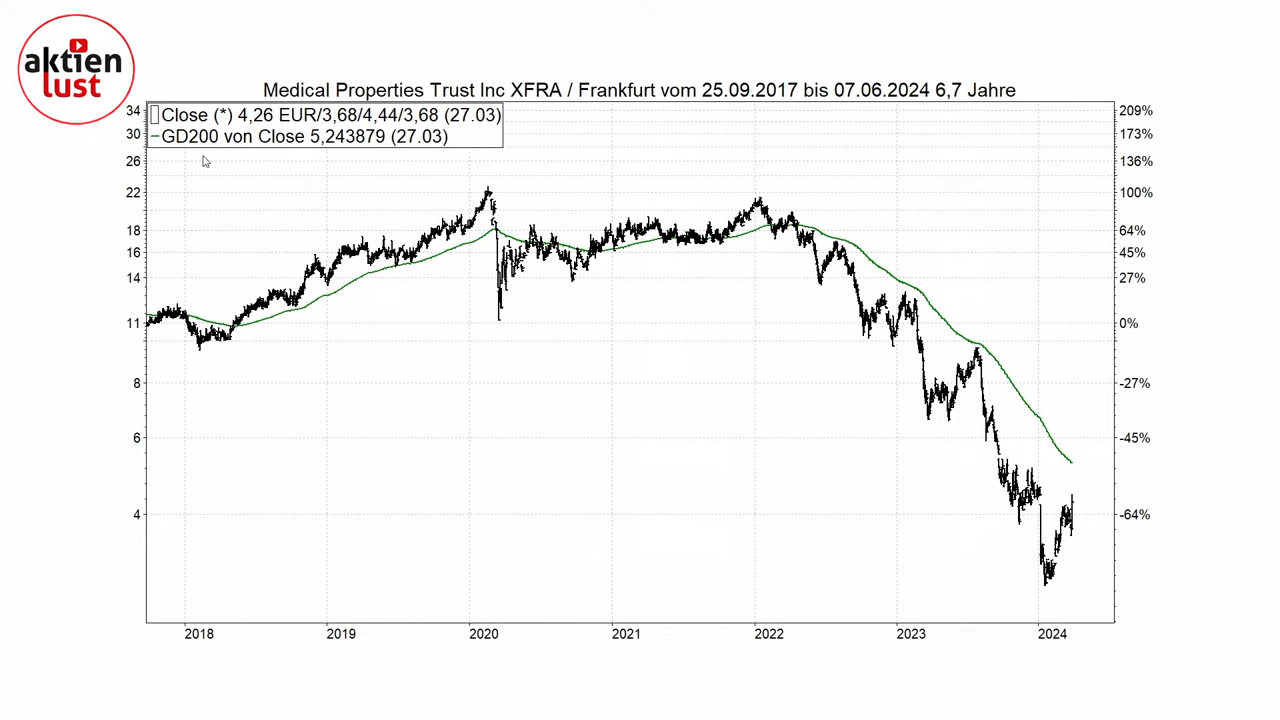 aktien
lust
Medical Properties Trust Inc XFRA / Frankfurt vom 25.09.2017 bis 07.06.2024 6,7 Jahre
Close (*) 4,26 EUR/3,68/4,44/3,68 (27.03)
GD200 von Close 5,243879 (27.03)
34 209%
30 173%
26 136%
22 100%
18 64%
16 45%
14 27%
11 0%
8 -27%
6 -45%
4 -64%
2018 2019 2020 2021 2022 2023 2024